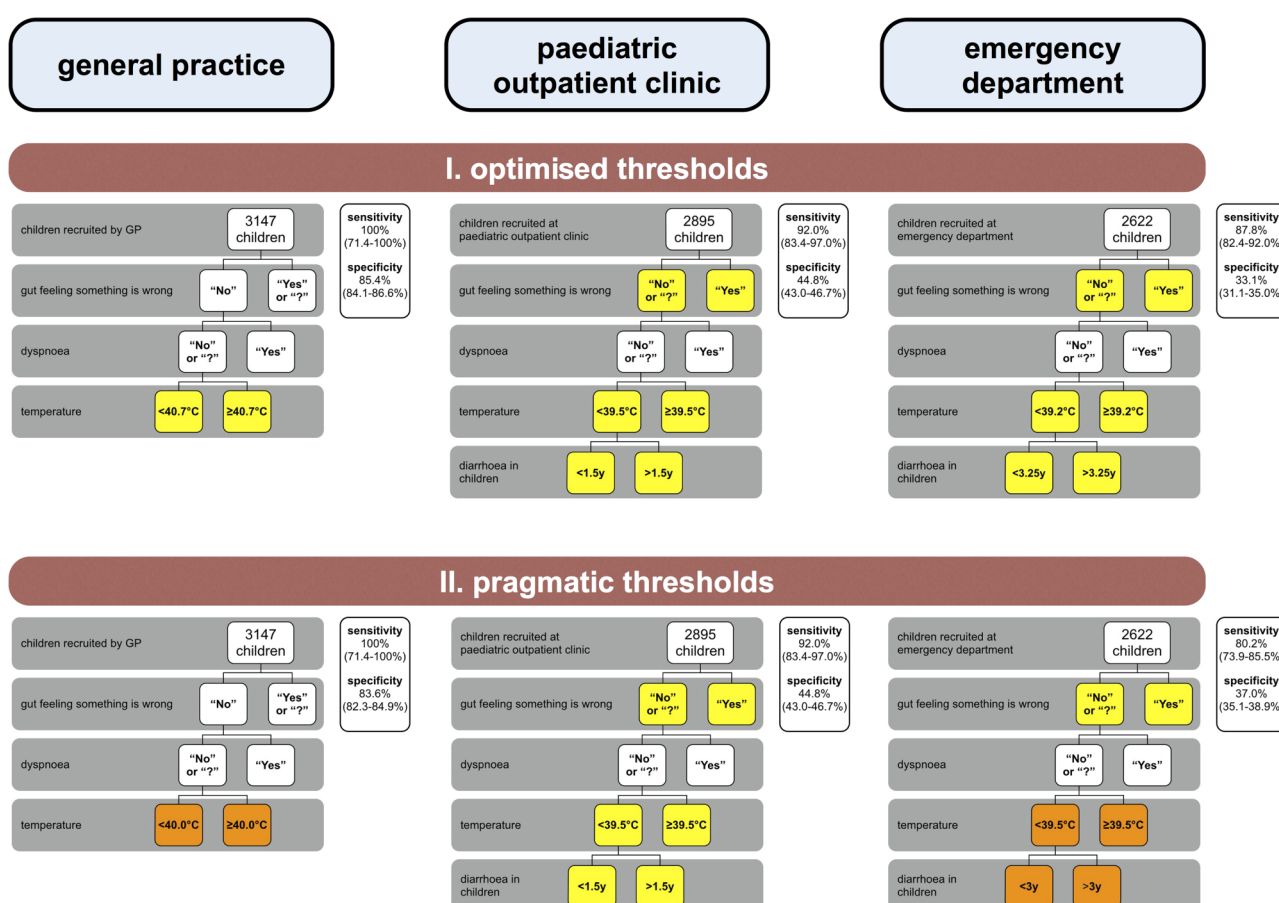 general practice
paediatric
outpatient clinic
emergency
department
I. optimised thresholds
children recruited by GP
3147
children
sensitivity
100%
(71.4-100%)
specificity
85.4%
(84.1-86.6%)
gut feeling something is wrong
“No”
“Yes”
or “?”
dyspnoea
“No”
or “?”
“Yes”
temperature
<40.7°C
≥40.7°C
children recruited at
paediatric outpatient clinic
2895
children
sensitivity
92.0%
(83.4-97.0%)
specificity
44.8%
(43.0-46.7%)
gut feeling something is wrong
“No”
or “?”
“Yes”
dyspnoea
“No”
or “?”
“Yes”
temperature
<39.5°C
≥39.5°C
diarrhoea in
children
<1.5y
>1.5y
children recruited at
emergency department
2622
children
sensitivity
87.8%
(82.4-92.0%
specificity
33.1%
(31.1-35.0%
gut feeling something is wrong
“No”
or “?”
“Yes”
dyspnoea
“No”
or “?”
“Yes”
temperature
<39.2°C
≥39.2°C
diarrhoea in
children
<3.25y
>3.25y
II. pragmatic thresholds
children recruited by GP
3147
children
sensitivity
100%
(71.4-100%)
specificity
83.6%
(82.3-84.9%)
gut feeling something is wrong
“No”
“Yes”
or “?”
dyspnoea
“No”
or “?”
“Yes”
temperature
<40.0°C
≥40.0°C
children recruited at
paediatric outpatient clinic
2895
children
sensitivity
92.0%
(83.4-97.0%)
specificity
44.8%
(43.0-46.7%)
gut feeling something is wrong
“No”
or “?”
“Yes”
dyspnoea
“No”
or “?”
“Yes”
temperature
<39.5°C
≥39.5°C
diarrhoea in
children
<1.5y
>1.5y
children recruited at
emergency department
2622
children
sensitivity
80.2%
(73.9-85.5%
specificity
37.0%
(35.1-38.9%
gut feeling something is wrong
“No”
or “?”
“Yes”
dyspnoea
“No”
or “?”
“Yes”
temperature
<39.5°C
≥39.5°C
diarrhoea in
children
<3y
>3y